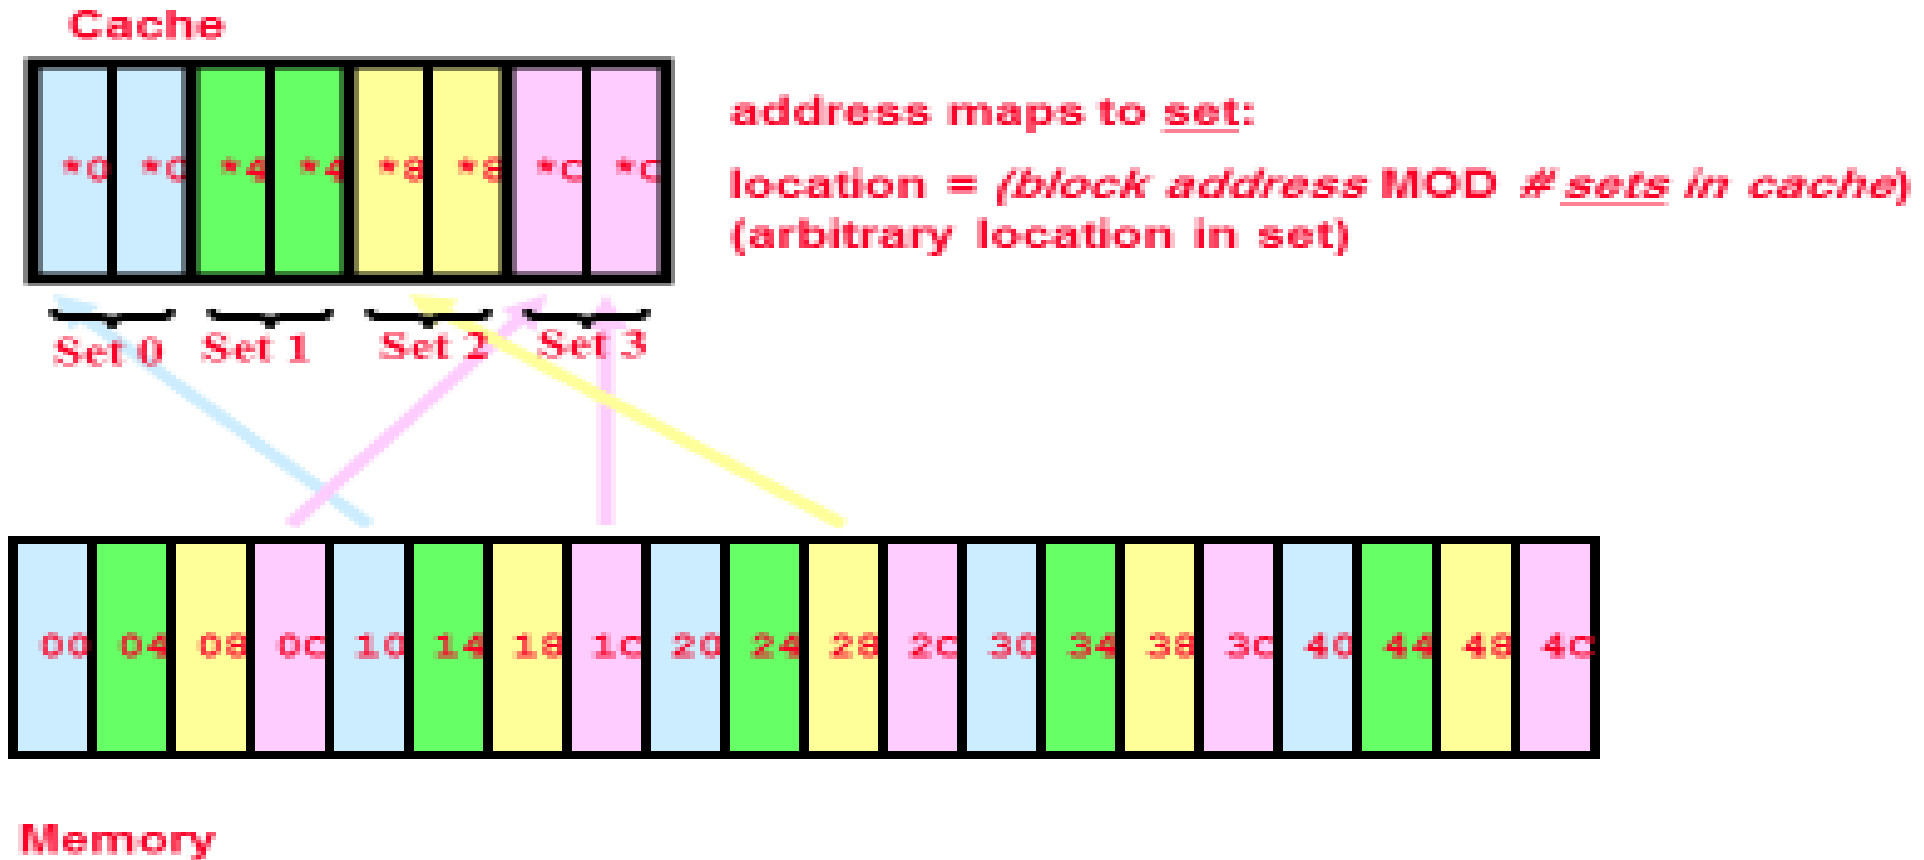 Cache
*0 *0 *4 *4 *8 *8 *C *C
address maps to set:
location = (block address MOD # sets in cache)
(arbitrary location in set)
Set 0 Set 1 Set 2 Set 3
00 04 08 0C 10 14 18 1C 20 24 28 2C 30 34 38 3C 40 44 48 4C
Memory